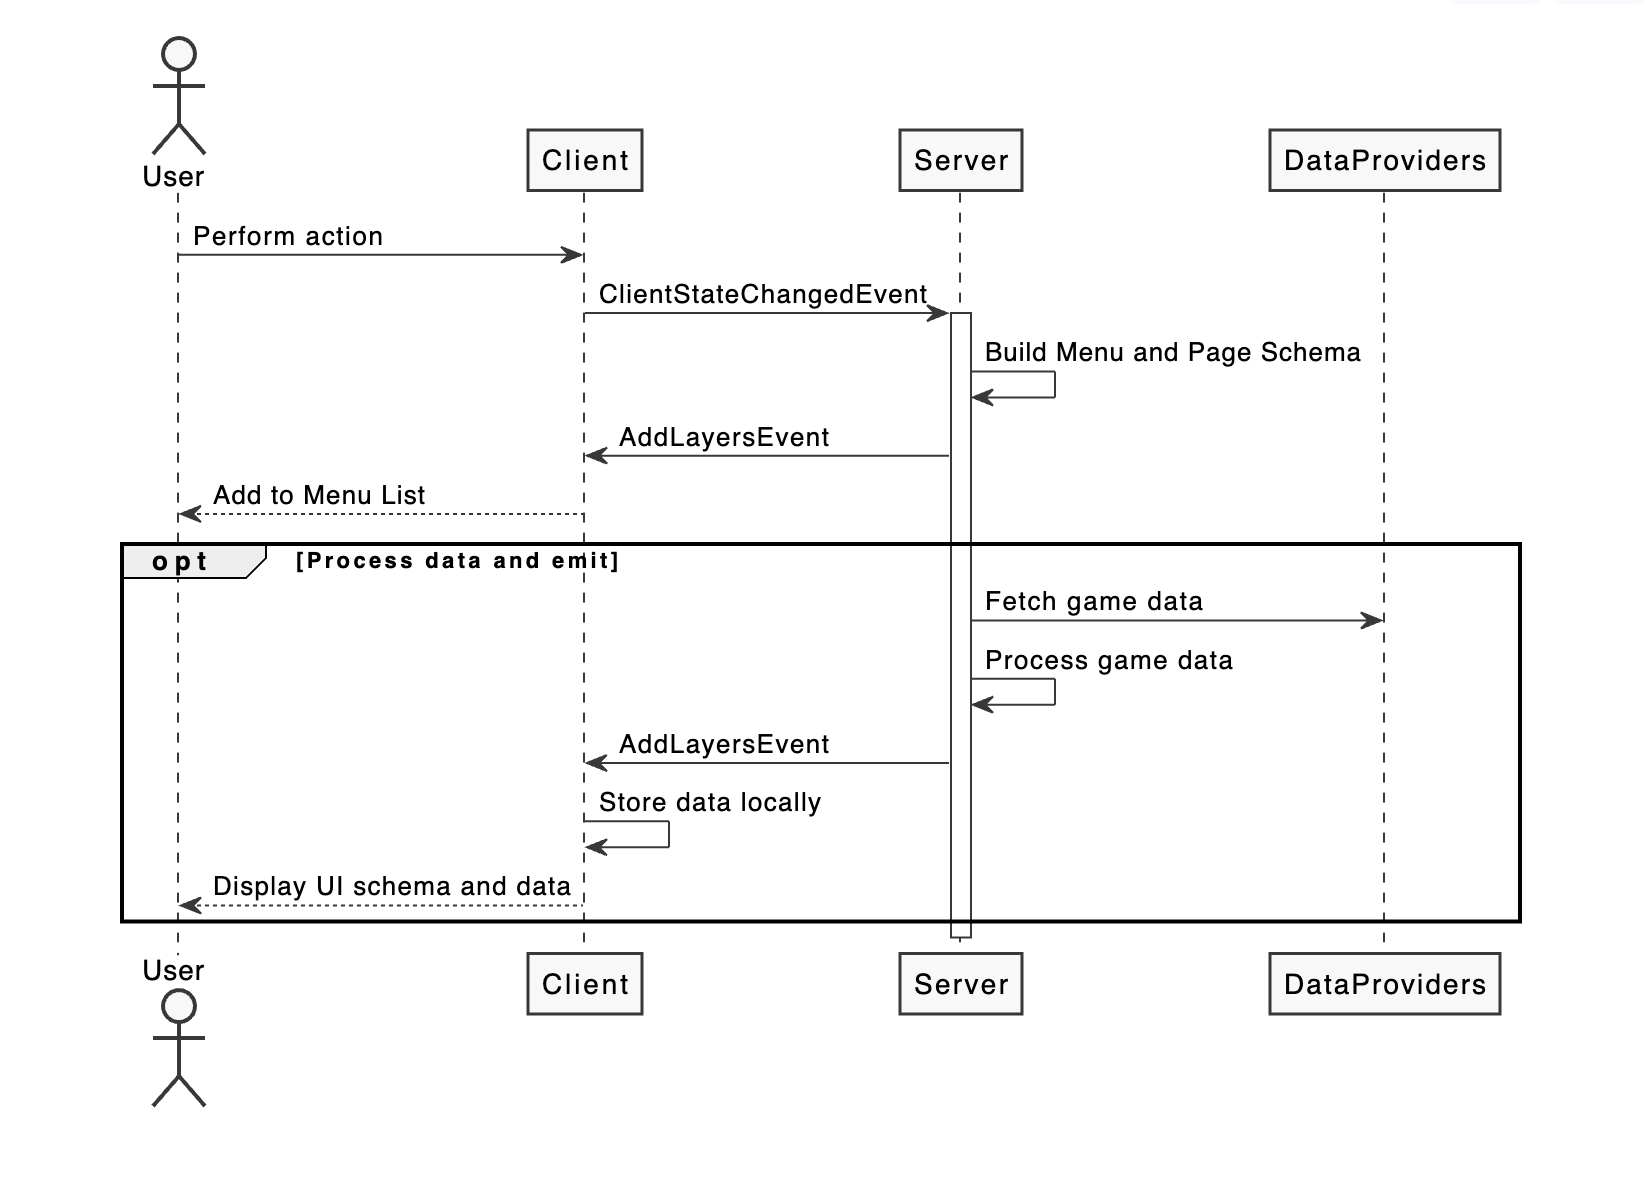 User
Client
Server
DataProviders
Perform action
ClientStateChangedEvent
Build Menu and Page Schema
AddLayersEvent
Add to Menu List
opt
[Process data and emit]
Fetch game data
Process game data
AddLayersEvent
Store data locally
Display UI schema and data
User
Client
Server
DataProviders